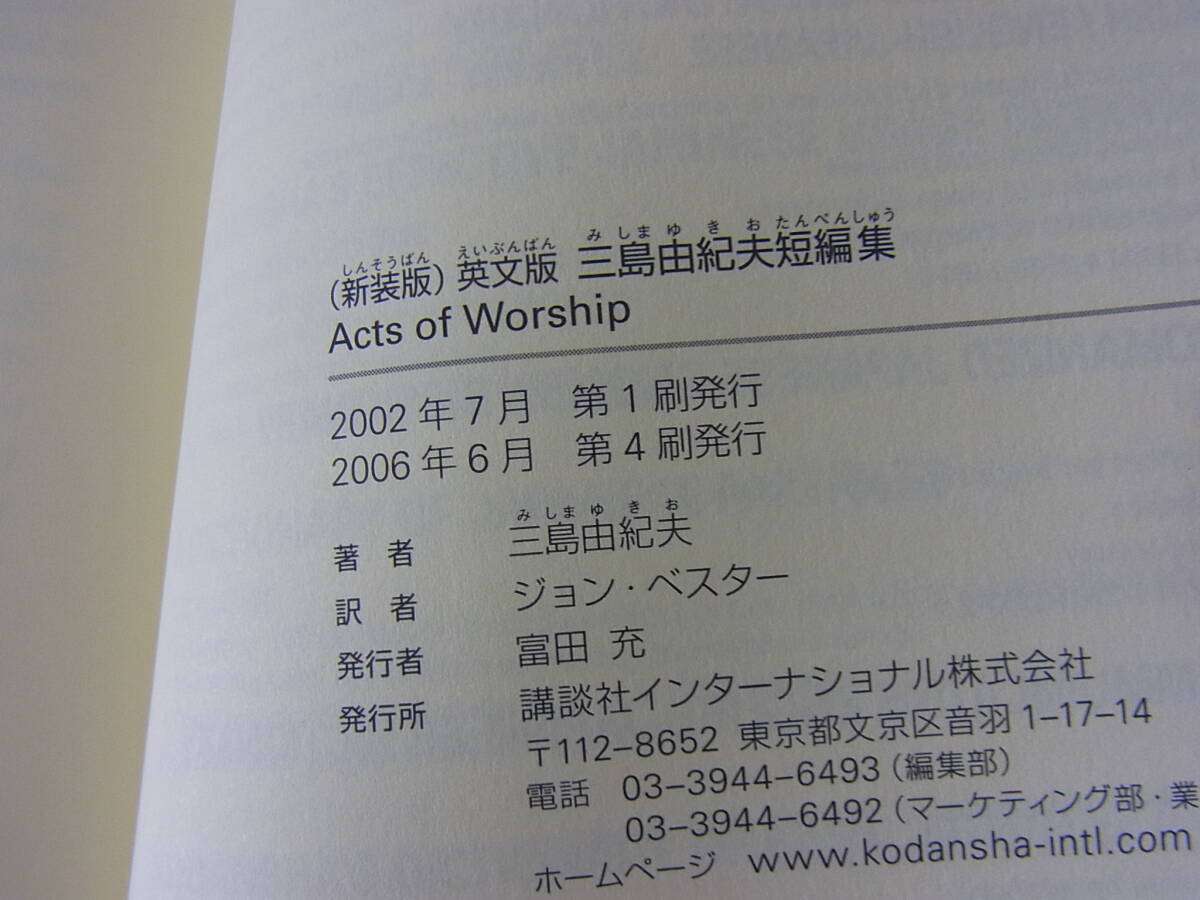 しんそうばん えいぶんばん みしまゆきおたんぺんしゅう
(新装版) 英文版 三島由紀夫短編集
Acts of Worship
2002年7月 第1刷発行
2006年6月 第4刷発行
みしまゆきお
著者 三島由紀夫
訳者 ジョン・ベスター
発行者 富田 充
発行所 講談社インターナショナル株式会社
〒112-8652 東京都文京区音羽1-17-14
電話 03-3944-6493(編集部)
03-3944-6492(マーケティング部・業
ホームページ www.kodansha-intl.com